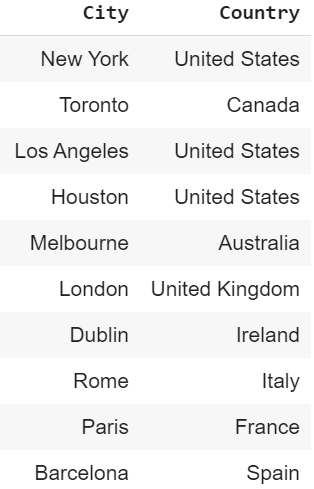 City Country
New York United States
Toronto Canada
Los Angeles United States
Houston United States
Melbourne Australia
London United Kingdom
Dublin Ireland
Rome Italy
Paris France
Barcelona Spain